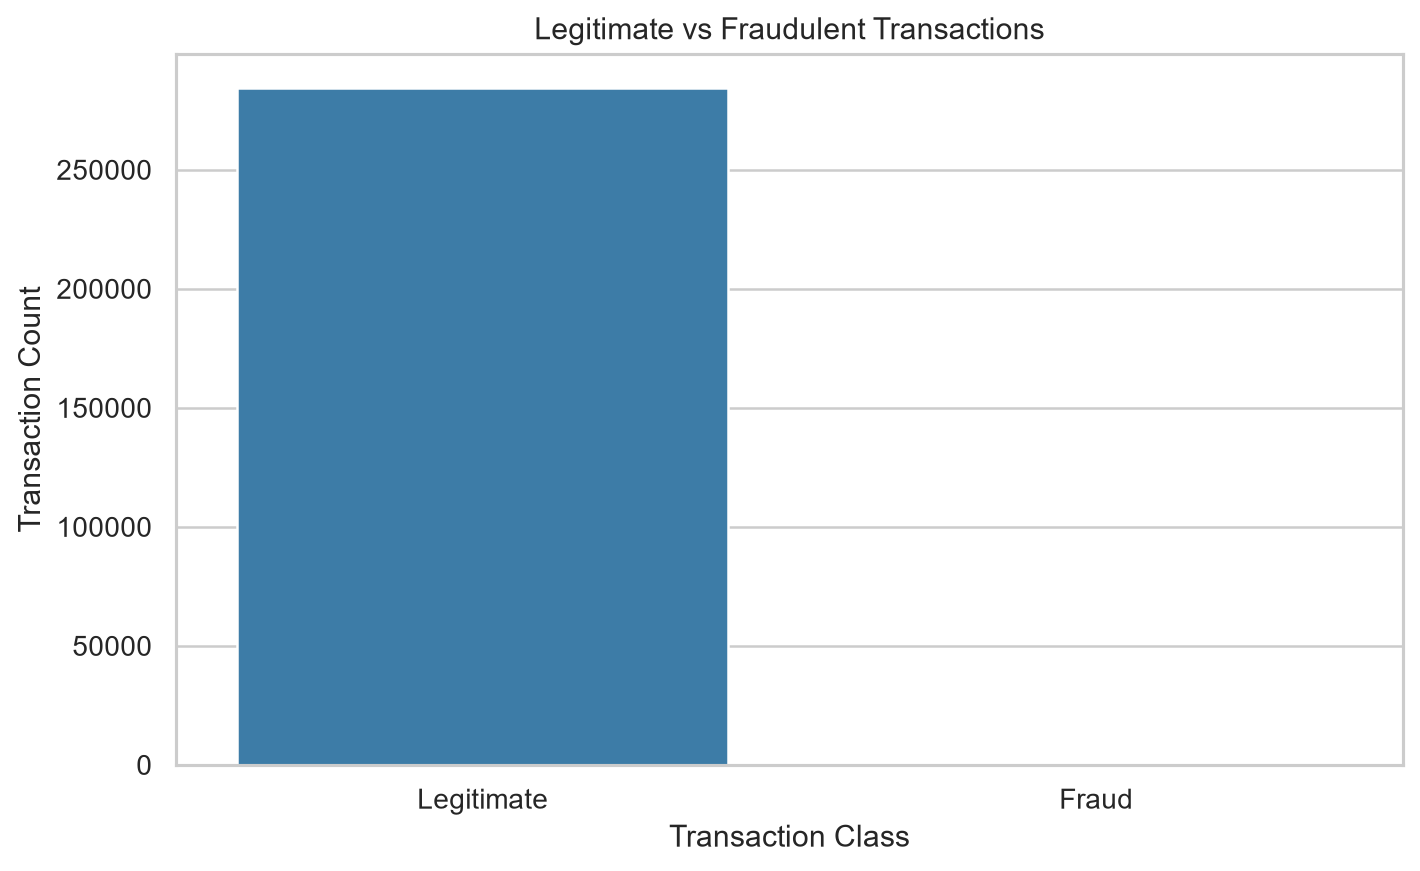 Legitimate vs Fraudulent Transactions
Transaction Count
250000
200000
150000
100000
50000
0
Legitimate
Fraud
Transaction Class